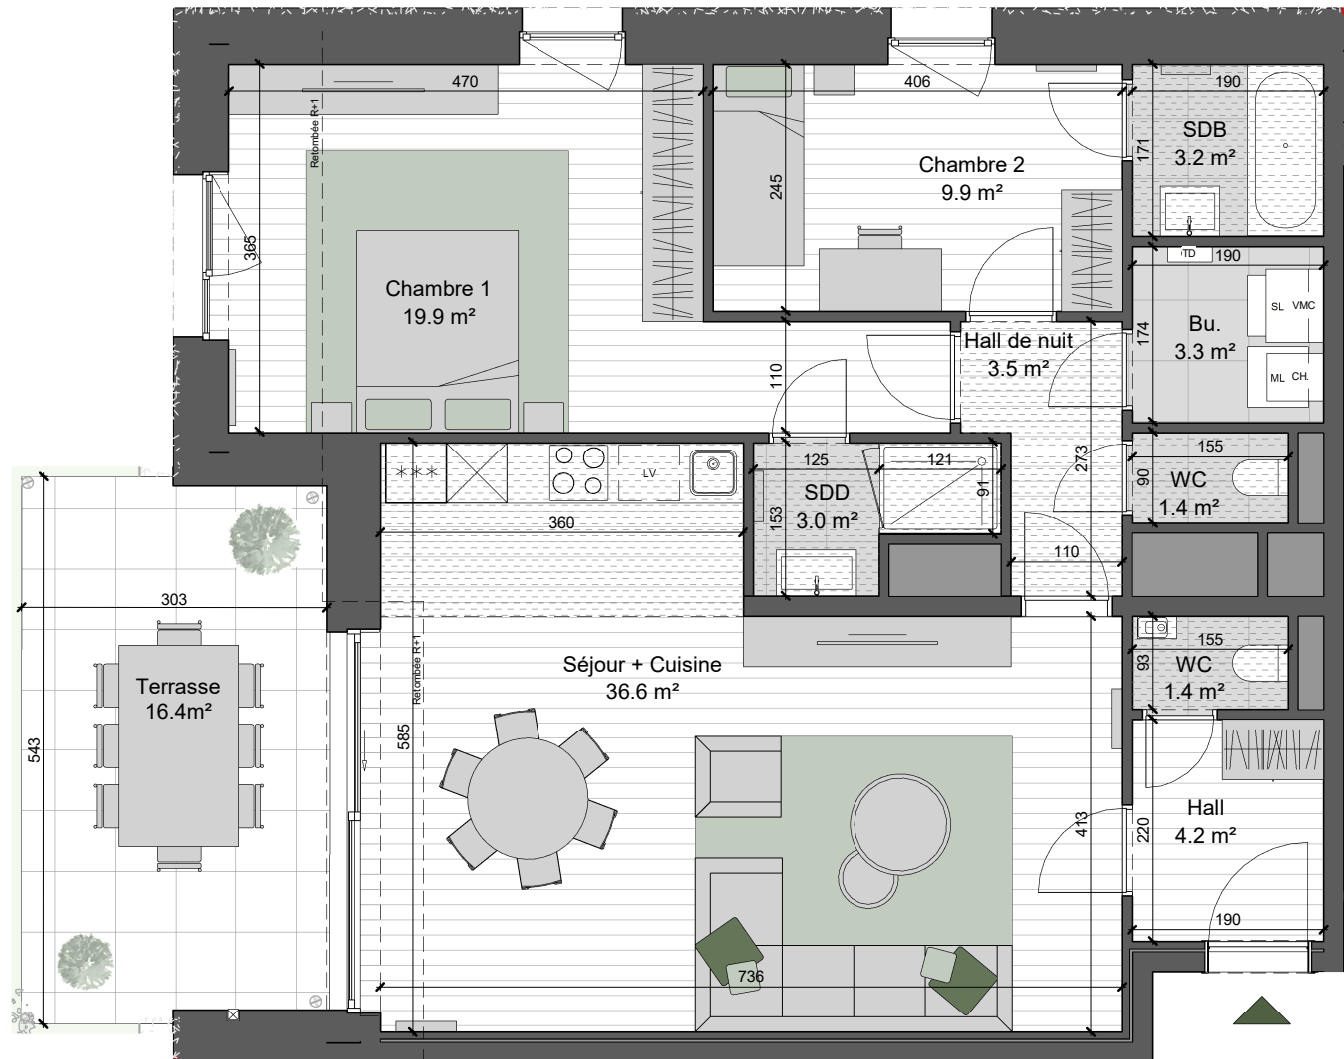 470
406
190
Retombée R+1
SDB
3.2 m²
171
Chambre 2
9.9 m²
245
365
TD
190
Chambre 1
19.9 m²
SL VMC
Bu.
3.3 m²
174
Hall de nuit
3.5 m²
110
ML CH.
***
LV
125
121
273
155
SDD
3.0 m²
91
90
WC
1.4 m²
153
360
110
303
155
Retombée R+1
Séjour + Cuisine
36.6 m²
93
WC
1.4 m²
Terrasse
16.4m²
543
585
413
Hall
4.2 m²
220
190
736